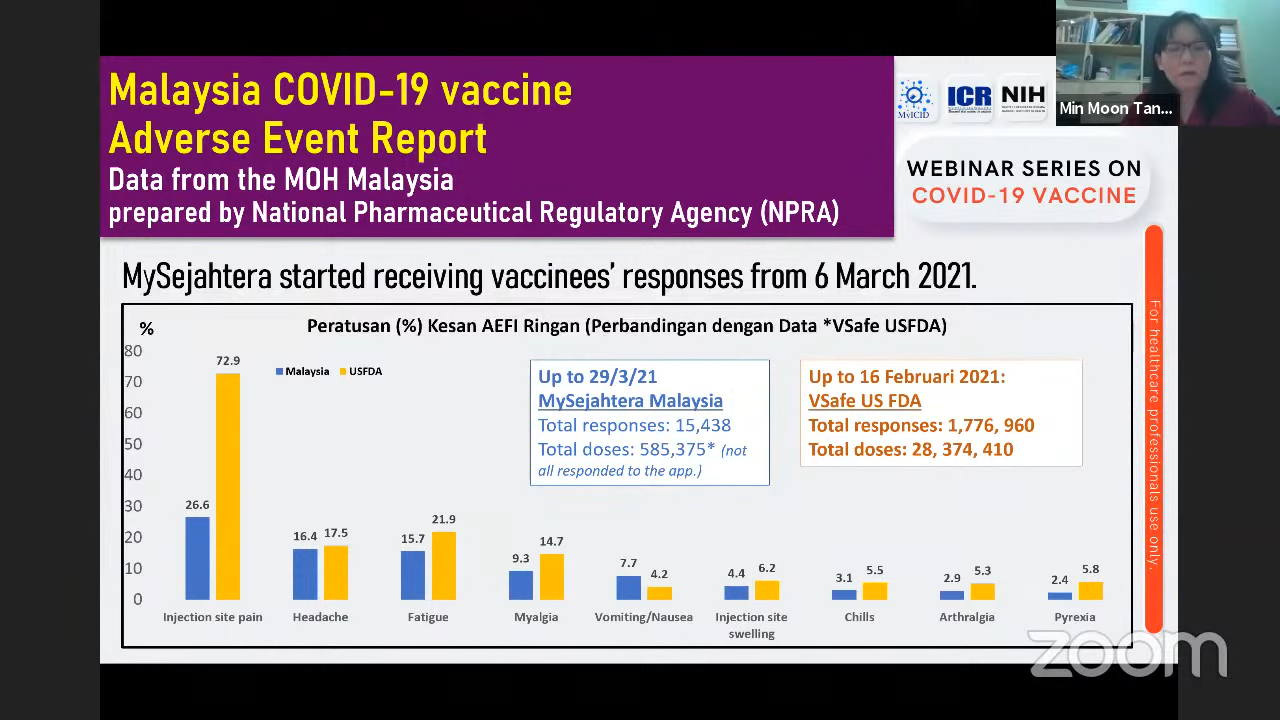 Malaysia COVID-19 vaccine
Adverse Event Report
Data from the MOH Malaysia
prepared by National Pharmaceutical Regulatory Agency (NPRA)
MyICID
ICR
NIH
Min Moon Tan...
WEBINAR SERIES ON
COVID-19 VACCINE
MySejahtera started receiving vaccinees' responses from 6 March 2021.
Peratusan (%) Kesan AEFI Ringan (Perbandingan dengan Data *VSafe USFDA)
%
80
70
60
50
40
30
20
10
0
Malaysia USFDA
Up to 29/3/21
MySejahtera Malaysia
Total responses: 15,438
Total doses: 585,375* (not
all responded to the app.)
Up to 16 Februari 2021:
VSafe US FDA
Total responses: 1,776, 960
Total doses: 28, 374, 410
26.6 72.9
16.4 17.5
15.7 21.9
9.3 14.7
7.7 4.2
4.4 6.2
3.1 5.5
2.9 5.3
2.4 5.8
Injection site pain
Headache
Fatigue
Myalgia
Vomiting/Nausea
Injection site
swelling
Chills
Arthralgia
Pyrexia
For healthcare professionals use only.
zoom